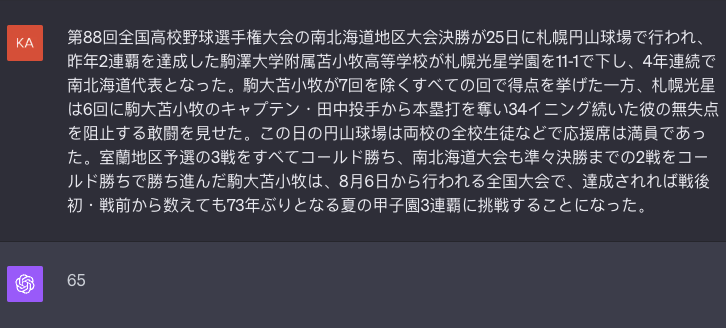 KA
第88回全国高校野球選手権大会の南北海道地区大会決勝が25日に札幌円山球場で行われ、
昨年2連覇を達成した駒澤大学附属苫小牧高等学校が札幌光星学園を11-1で下し、4年連続で
南北海道代表となった。駒大苫小牧が7回を除くすべての回で得点を挙げた一方、札幌光星
は6回に駒大苫小牧のキャプテン・田中投手から本塁打を奪い34イニング続いた彼の無失点
を阻止する敢闘を見せた。この日の円山球場は両校の全校生徒などで応援席は満員であっ
た。室蘭地区予選の3戦をすべてコールド勝ち、南北海道大会も準々決勝までの2戦をコー
ルド勝ちで勝ち進んだ駒大苫小牧は、8月6日から行われる全国大会で、達成されれば戦後
初・戦前から数えても73年ぶりとなる夏の甲子園3連覇に挑戦することになった。
65